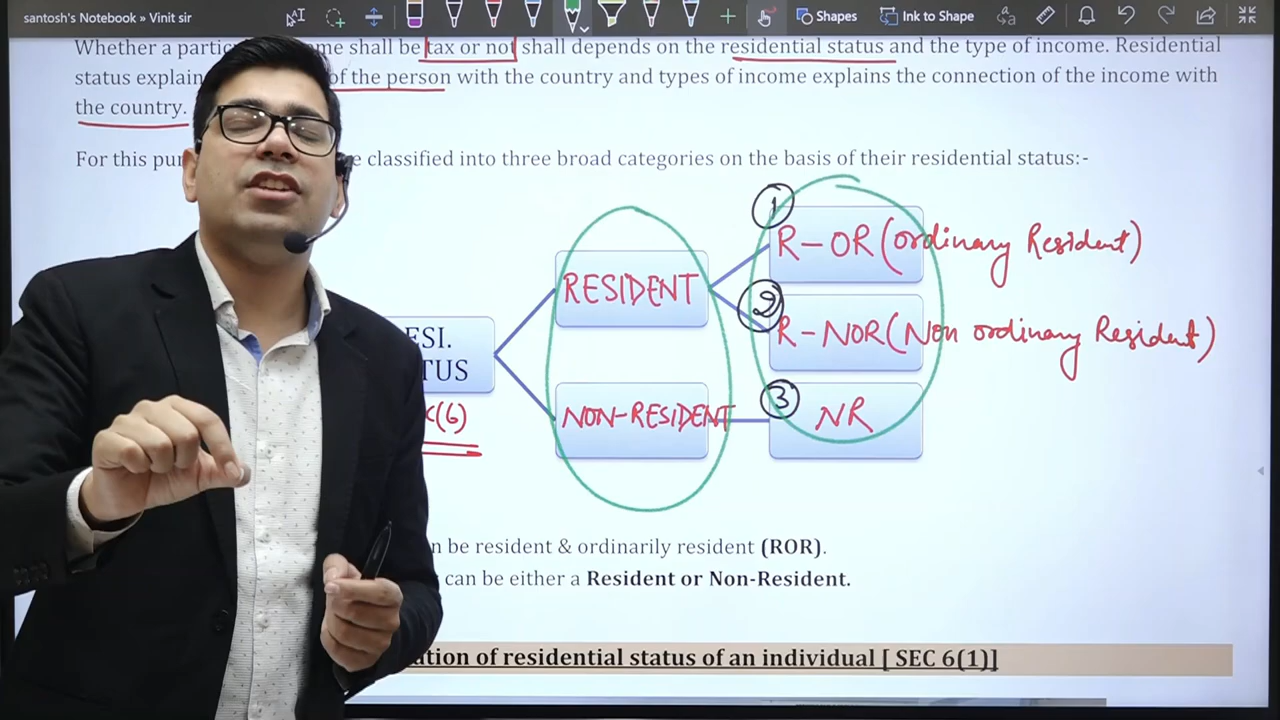 santosh's Notebook » Vinit sir
Shapes
Ink to Shape
Whether a partic me shall be tax or not shall depends on the residential status and the type of income. Residential
status explain of the person with the country and types of income explains the connection of the income with
the country.
For this pur e classified into three broad categories on the basis of their residential status:-
1
R-OR (ordinary Resident)
RESIDENT
2
R-NOR (Non ordinary Resident)
ESI.
TUS
3
NON-RESIDENT
NR
(6)
n be resident & ordinarily resident (ROR).
can be either a Resident or Non-Resident.
ation of residential status of an individual [ SEC 6(1)]